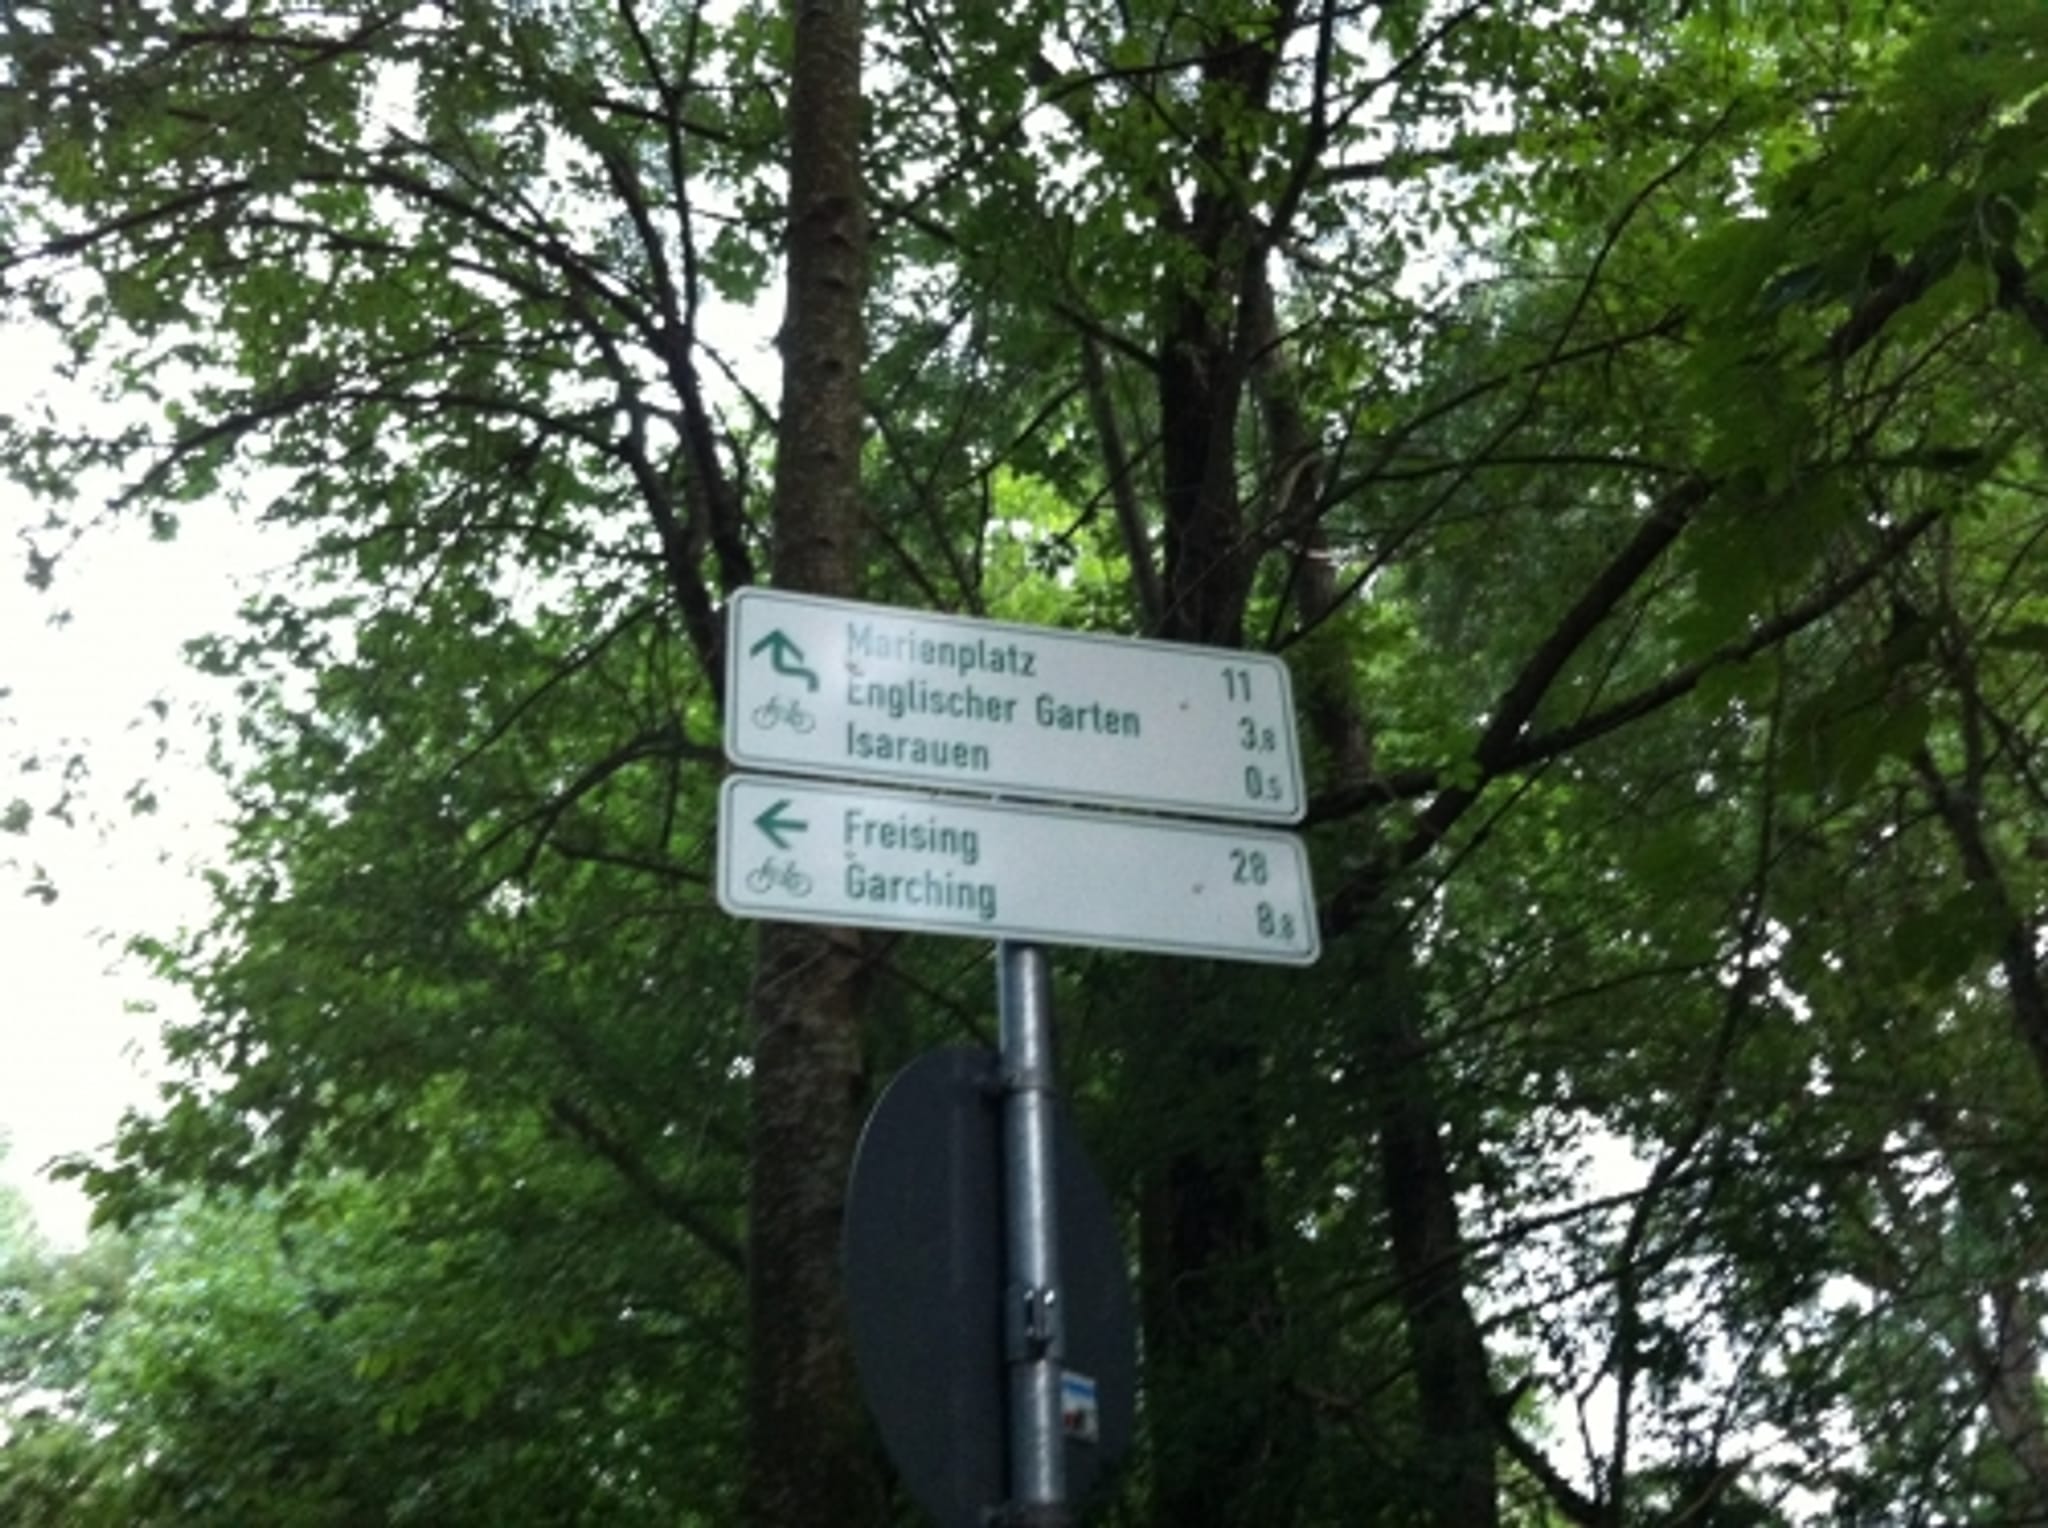 Marienplatz 11
Englischer Garten 3,8
Isarauen 0,5
Freising 28
Garching 8,8